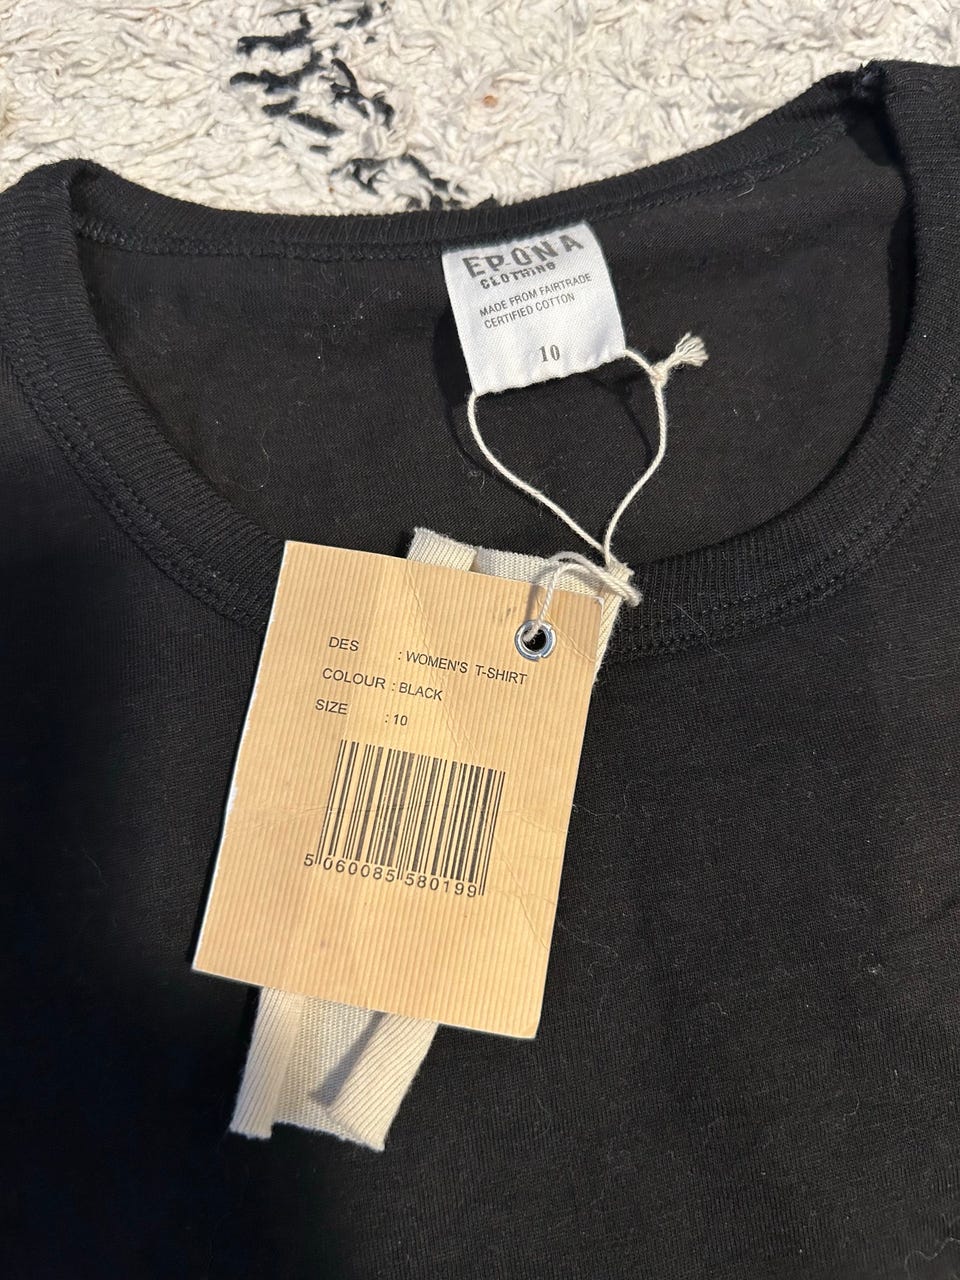 EPONA
CLOTHING
MADE FROM FAIRTRADE
CERTIFIED COTTON
10
DES : WOMEN'S T-SHIRT
COLOUR : BLACK
SIZE : 10
5 060085 580199